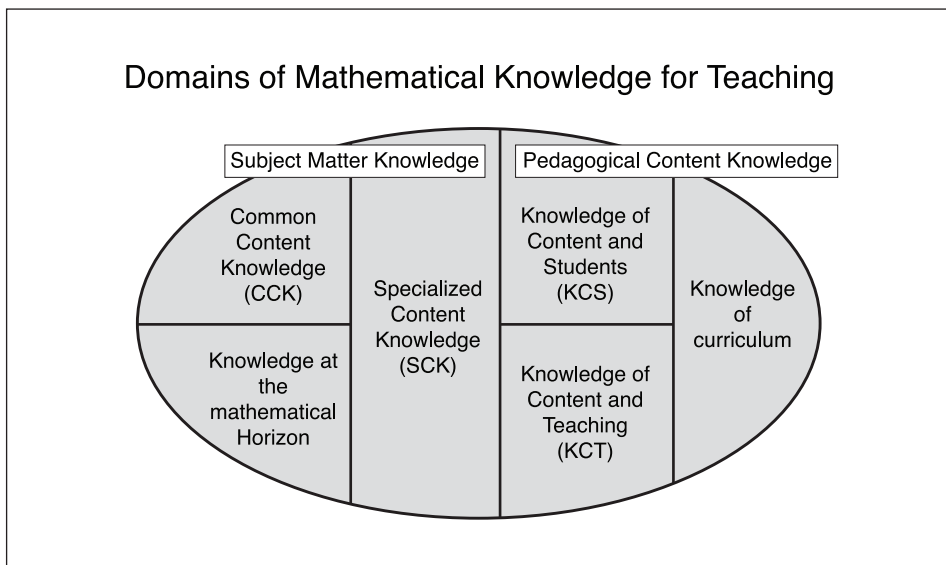 Domains of Mathematical Knowledge for Teaching
Subject Matter Knowledge
Pedagogical Content Knowledge
Common
Content
Knowledge
(CCK)
Knowledge at
the
mathematical
Horizon
Specialized
Content
Knowledge
(SCK)
Knowledge of
Content and
Students
(KCS)
Knowledge of
Content and
Teaching
(KCT)
Knowledge
of
curriculum